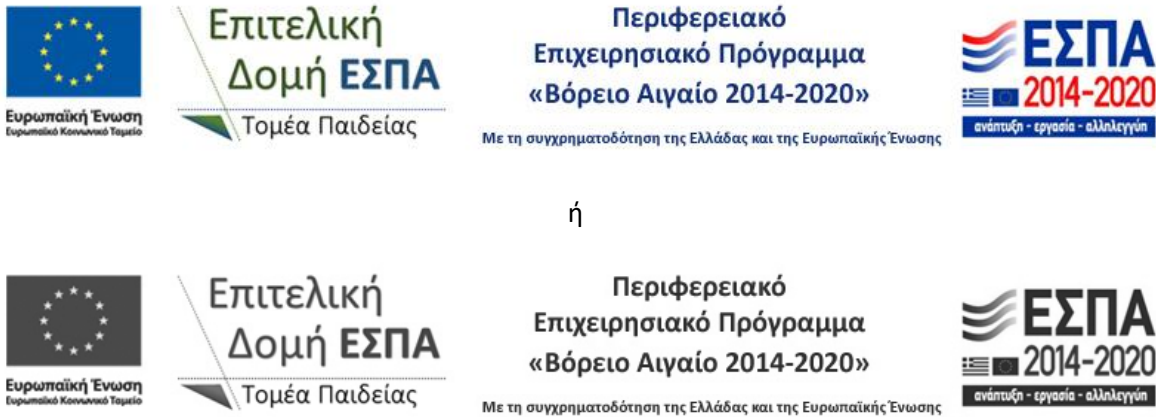 Ευρωπαϊκή Ένωση
Ευρωπαϊκό Κοινωνικό Ταμείο
Επιτελική
Δομή ΕΣΠΑ
Τομέα Παιδείας
Περιφερειακό
Επιχειρησιακό Πρόγραμμα
«Βόρειο Αιγαίο 2014-2020»
Με τη συγχρηματοδότηση της Ελλάδας και της Ευρωπαϊκής Ένωσης
ΕΣΠΑ
2014-2020
ανάπτυξη - εργασία - αλληλεγγύη
ή
Ευρωπαϊκή Ένωση
Ευρωπαϊκό Κοινωνικό Ταμείο
Επιτελική
Δομή ΕΣΠΑ
Τομέα Παιδείας
Περιφερειακό
Επιχειρησιακό Πρόγραμμα
«Βόρειο Αιγαίο 2014-2020»
Με τη συγχρηματοδότηση της Ελλάδας και της Ευρωπαϊκής Ένωσης
ΕΣΠΑ
2014-2020
ανάπτυξη - εργασία - αλληλεγγύη